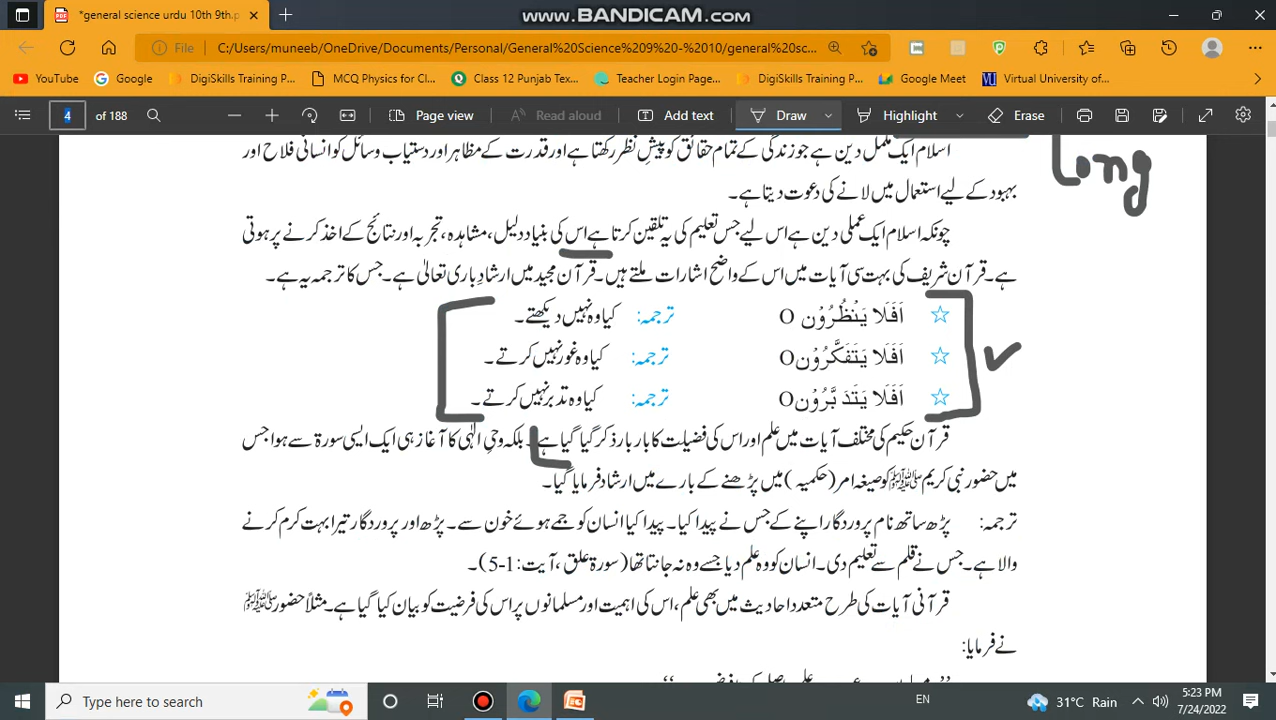 www.BANDICAM.com
*general science urdu 10th 9th.p
File
C:/Users/muneeb/OneDrive/Documents/Personal/General%20Science%209%20-%2010/general%20sc...
YouTube Google DigiSkills Training P... MCQ Physics for Cl... Class 12 Punjab Tex... Teacher Login Page... DigiSkills Training P... Google Meet Virtual University of...
4 of 188 Page view Read aloud Add text Draw Highlight Erase
long
اسلام ایک مکمل دین ہے جو زندگی کے تمام حقائق کو پیش نظر رکھتا ہے اور قدرت کے مظاہر اور دستیاب وسائل کو انسانی فلاح اور
بہبود کے لیے استعمال میں لانے کی دعوت دیتا ہے۔
چونکہ اسلام ایک عملی دین ہے اس لیے جس تعلیم کی یہ تلقین کرتا ہے اس کی بنیاد دلیل، مشاہدہ، تجربہ اور نتائج کے اخذ کرنے پر ہوتی
ہے۔ قرآن شریف کی بہت سی آیات میں اس کے واضح اشارات ملتے ہیں۔ قرآن مجید میں ارشادِ باری تعالیٰ ہے۔ جس کا ترجمہ یہ ہے۔
☆ اَفَلَا یَنْظُرُوْن O ترجمہ: کیا وہ نہیں دیکھتے۔
☆ اَفَلَا یَتَفَکَّرُوْن O ترجمہ: کیا وہ غور نہیں کرتے۔
☆ اَفَلَا یَتَدَ بَّرُوْن O ترجمہ: کیا وہ تدبر نہیں کرتے۔
قرآن حکیم کی مختلف آیات میں علم اور اس کی فضیلت کا بار بار ذکر گیا گیا ہے۔ بلکہ وحیِ الٰہی کا آغاز ہی ایک ایسی سورۃ سے ہوا جس
میں حضور نبی کریم ﷺ کو صیغہ امر (حکمیہ) میں پڑھنے کے بارے میں ارشاد فرمایا گیا۔
ترجمہ: پڑھ ساتھ نام پروردگار اپنے کے جس نے پیدا کیا۔ پیدا کیا انسان کو جمے ہوئے خون سے۔ پڑھ اور پروردگار تیرا بہت کرم کرنے
والا ہے۔ جس نے قلم سے تعلیم دی۔ انسان کو وہ علم دیا جسے وہ نہ جانتا تھا (سورۃ علق، آیت: 1-5)۔
قرآنی آیات کی طرح متعدد احادیث میں بھی علم، اس کی اہمیت اور مسلمانوں پر اس کی فرضیت کو بیان کیا گیا ہے۔ مثلاً حضور ﷺ
نے فرمایا:
Type here to search EN 31°C Rain 5:23 PM
7/24/2022